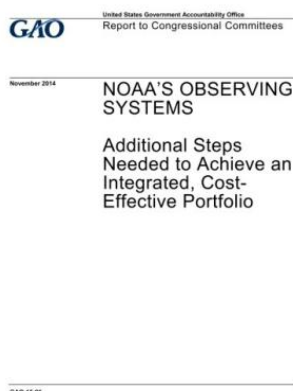 United States Government Accountability Office
GAO
Report to Congressional Committees
November 2014
NOAA'S OBSERVING
SYSTEMS
Additional Steps
Needed to Achieve an
Integrated, Cost-
Effective Portfolio